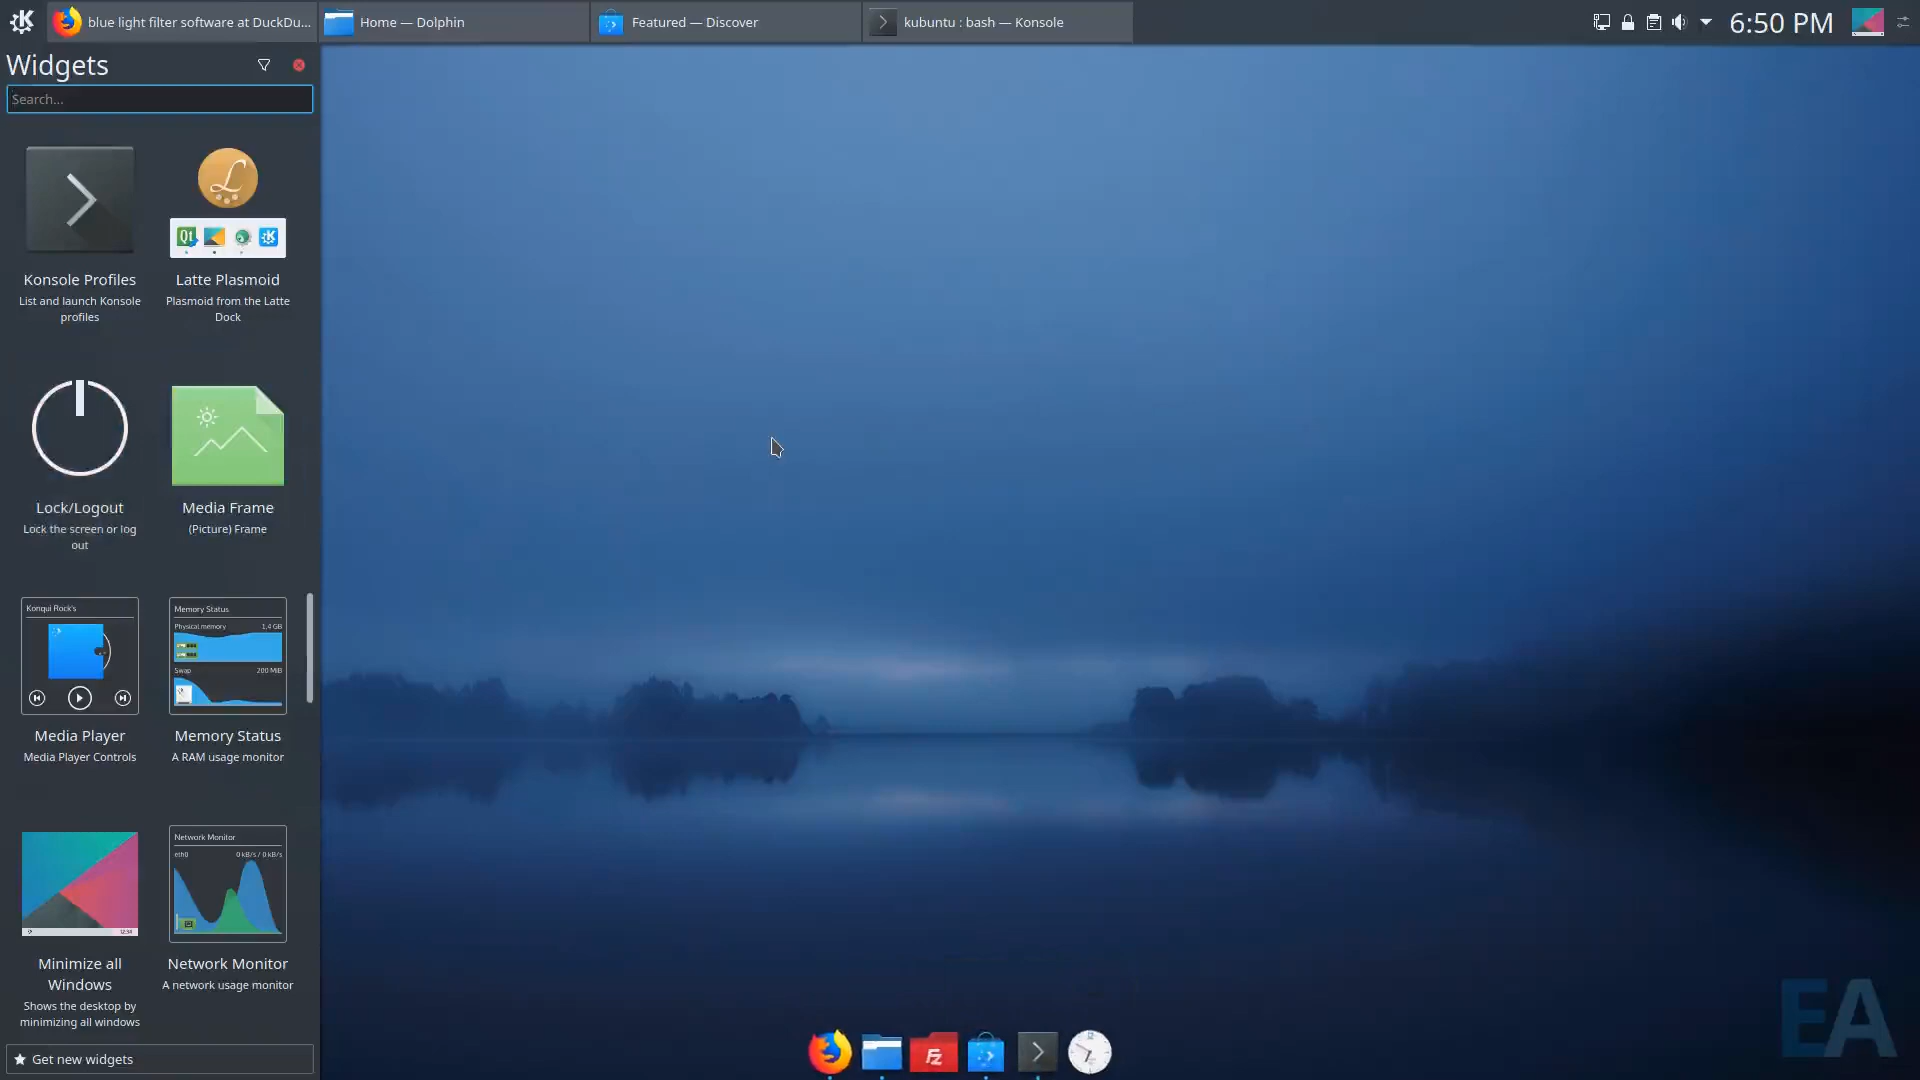 blue light filter software at DuckDu...
Home — Dolphin
Featured — Discover
kubuntu : bash — Konsole
6:50 PM
Widgets
Search...
L
Qt
Konsole Profiles
List and launch Konsole
profiles
Latte Plasmoid
Plasmoid from the Latte
Dock
Lock/Logout
Lock the screen or log
out
Media Frame
(Picture) Frame
Konqui Rock's
Memory Status
Physical memory 1.4 GB
Swap 200 MiB
Media Player
Media Player Controls
Memory Status
A RAM usage monitor
Network Monitor
eth0 0 kB/s / 0 kB/s
Minimize all
Windows
Shows the desktop by
minimizing all windows
Network Monitor
A network usage monitor
Get new widgets
Fz
EA